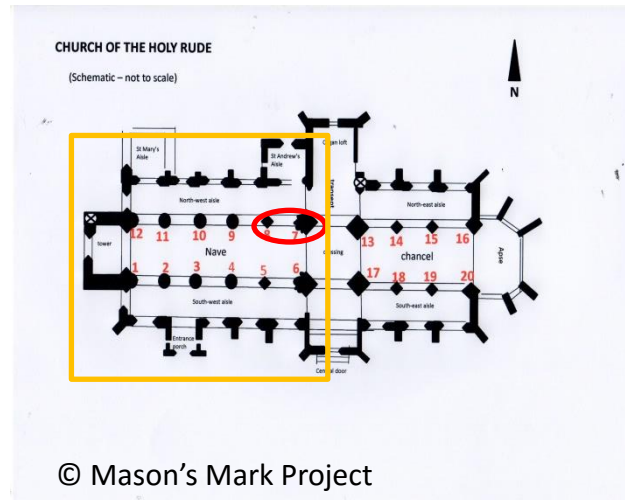 CHURCH OF THE HOLY RUDE
(Schematic – not to scale)
N
St Mary's
Aisle
St Andrew's
Aisle
Organ loft
transept
North-west aisle
North-east aisle
tower
12 11 10 9 8 7
13 14 15 16
Nave
crossing
chancel
Apse
1 2 3 4 5 6
17 18 19 20
South-west aisle
South-east aisle
Entrance
porch
Central door
© Mason's Mark Project